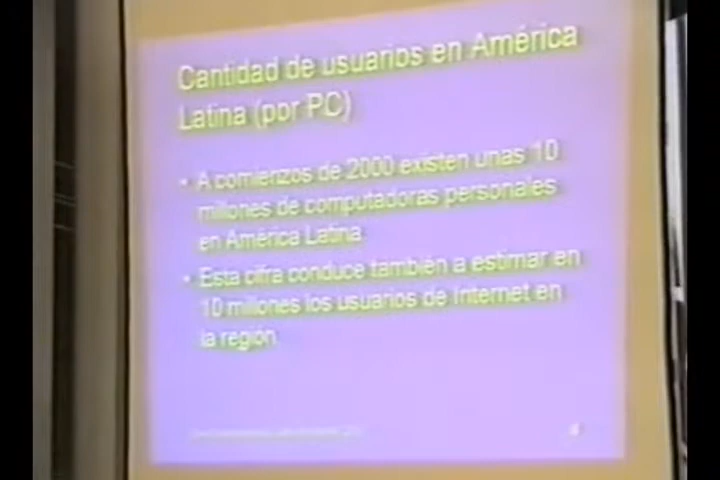 Cantidad de usuarios en América
Latina (por PC)
• A comienzos de 2000 existen unas 10
millones de computadoras personales
en América Latina
• Esta cifra conduce también a estimar en
10 millones los usuarios de Internet en
la región